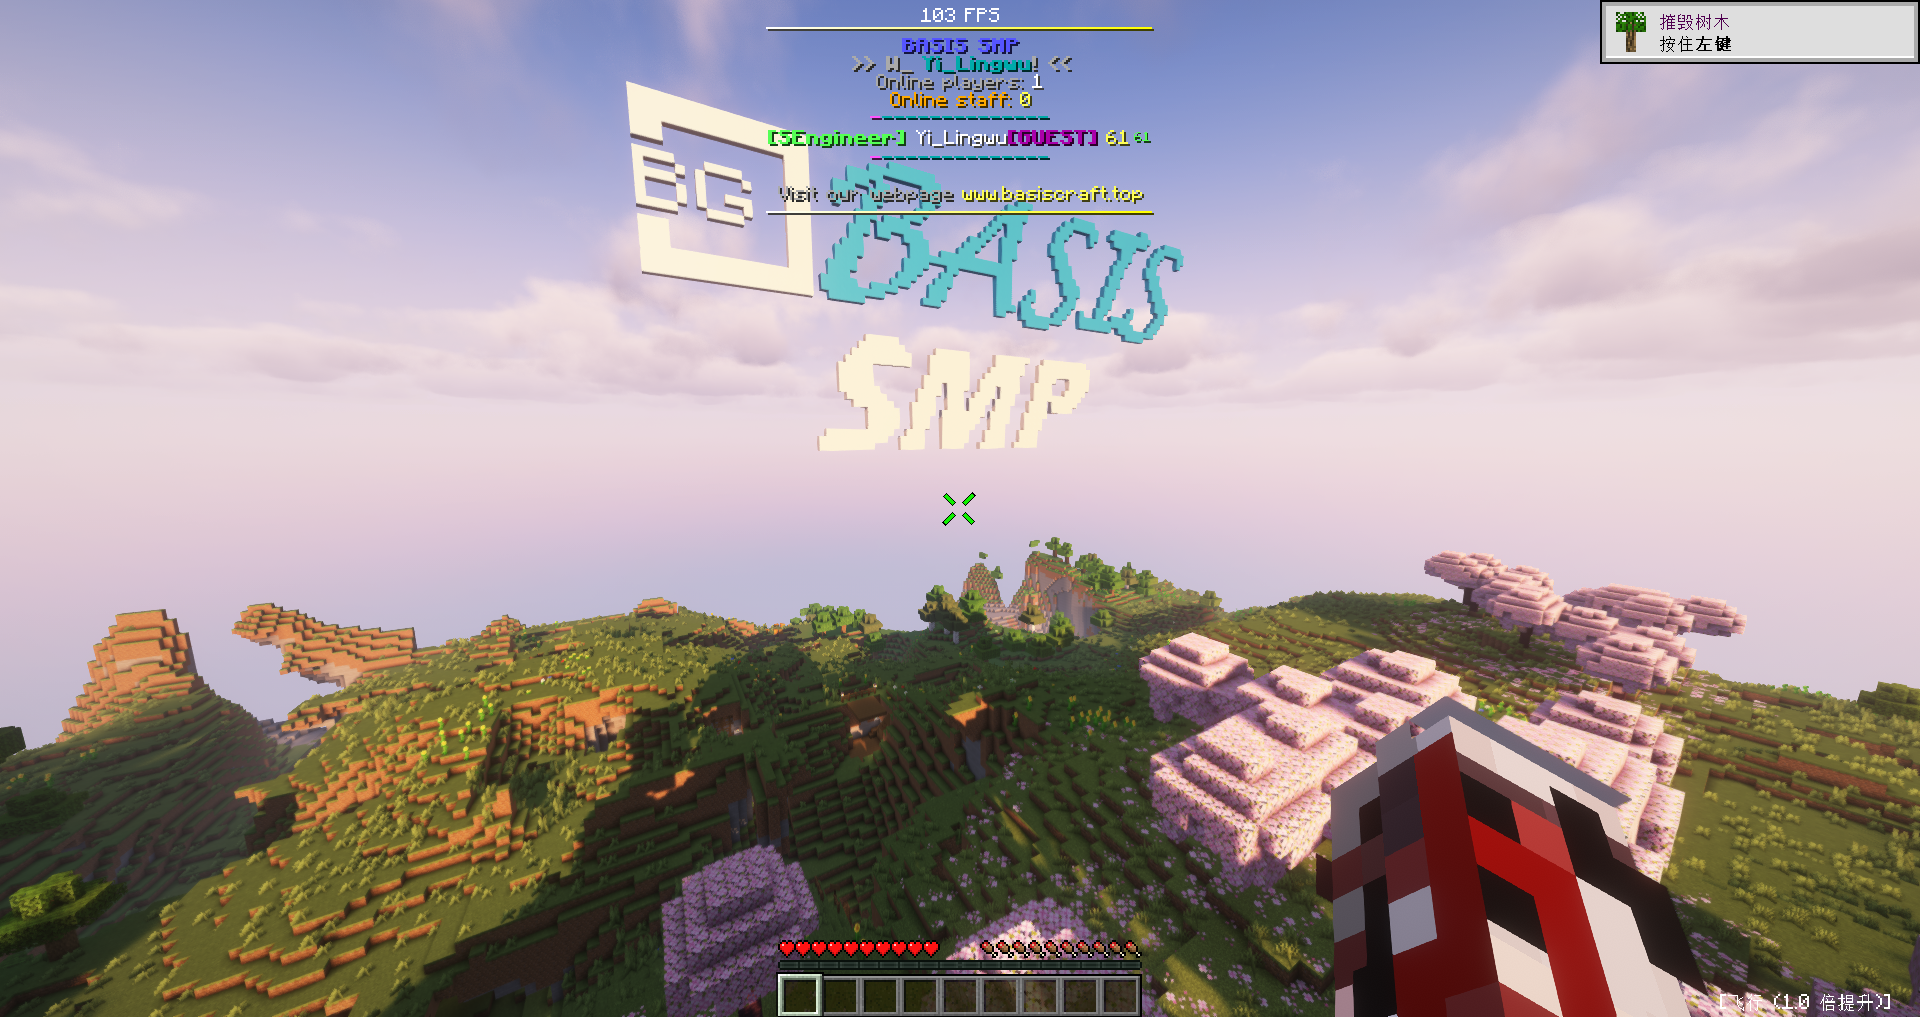 103 FPS
BASIS SMP
>> W_ Yi_Lingwu! <<
Online players: 1
Online staff: 0
[SEngineer] Yi_Lingwu[GUEST] 61 61
Visit our webpage www.basiscraft.top
摧毁树木
按住左键
BG
BASIS
SMP
[飞行 (1.0 倍提升)]